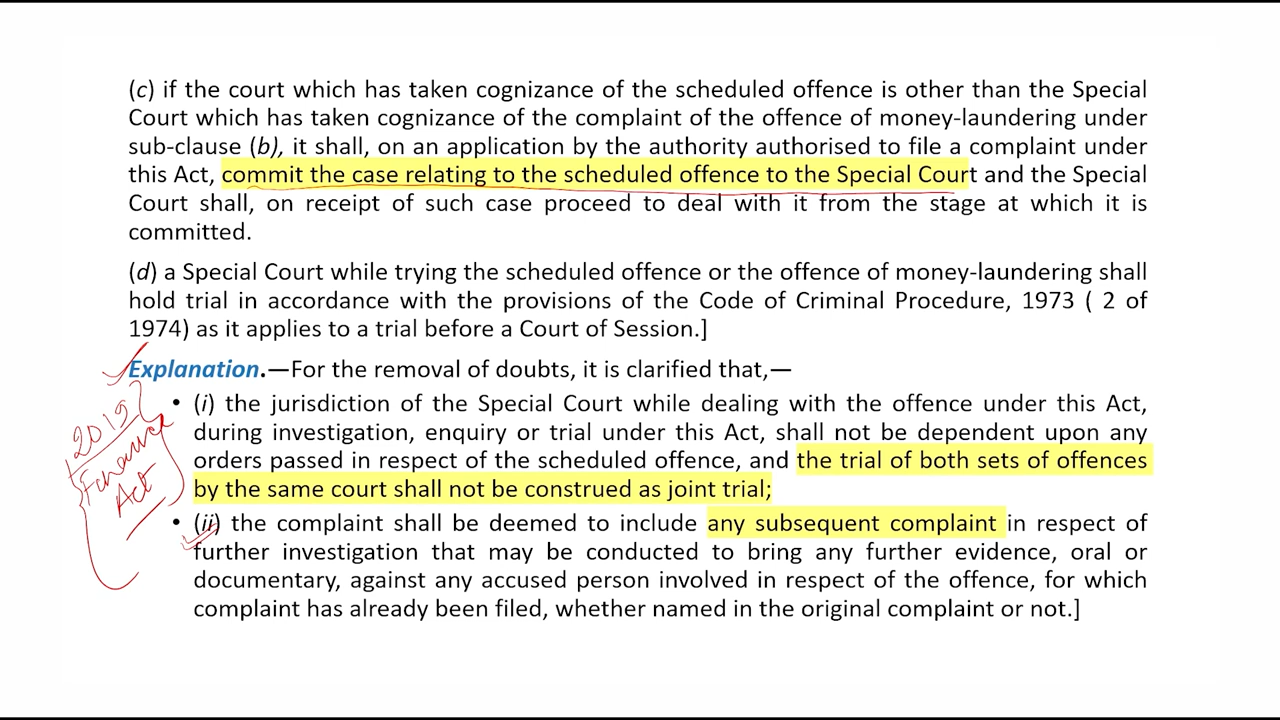 (c) if the court which has taken cognizance of the scheduled offence is other than the Special
Court which has taken cognizance of the complaint of the offence of money-laundering under
sub-clause (b), it shall, on an application by the authority authorised to file a complaint under
this Act, commit the case relating to the scheduled offence to the Special Court and the Special
Court shall, on receipt of such case proceed to deal with it from the stage at which it is
committed.
(d) a Special Court while trying the scheduled offence or the offence of money-laundering shall
hold trial in accordance with the provisions of the Code of Criminal Procedure, 1973 ( 2 of
1974) as it applies to a trial before a Court of Session.]
Explanation.—For the removal of doubts, it is clarified that,—
• (i) the jurisdiction of the Special Court while dealing with the offence under this Act,
during investigation, enquiry or trial under this Act, shall not be dependent upon any
orders passed in respect of the scheduled offence, and the trial of both sets of offences
by the same court shall not be construed as joint trial;
• (ii) the complaint shall be deemed to include any subsequent complaint in respect of
further investigation that may be conducted to bring any further evidence, oral or
documentary, against any accused person involved in respect of the offence, for which
complaint has already been filed, whether named in the original complaint or not.]
2019
Finance
Act